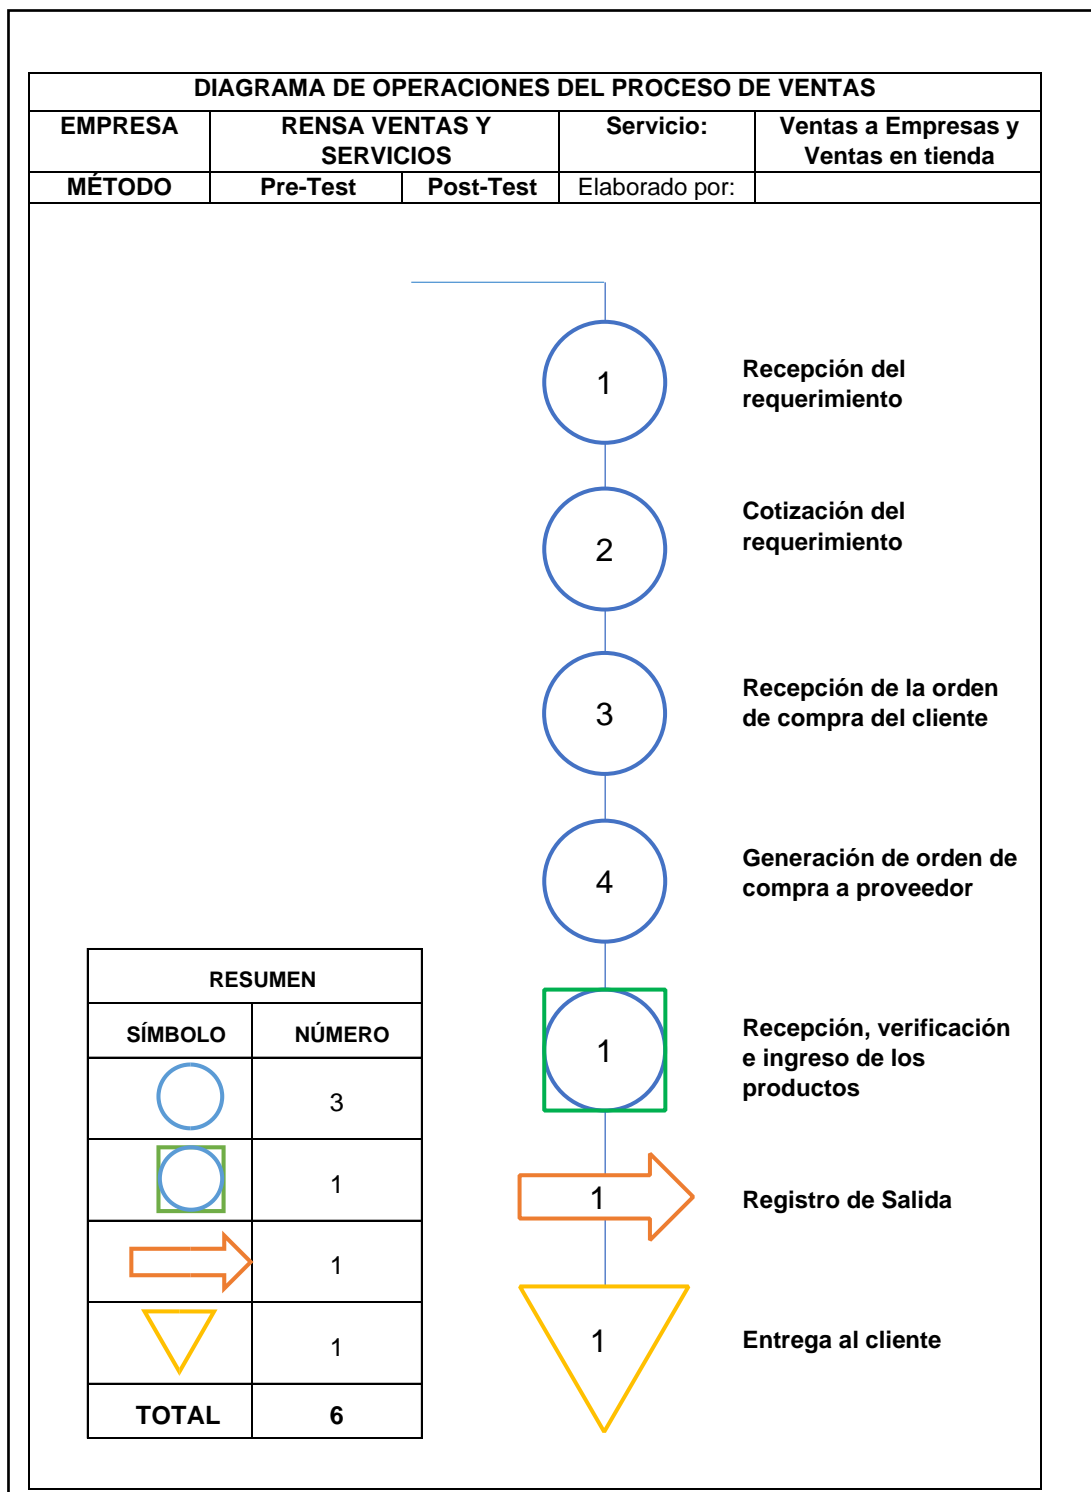 DIAGRAMA DE OPERACIONES DEL PROCESO DE VENTAS
EMPRESA
RENSA VENTAS Y
SERVICIOS
Servicio:
Ventas a Empresas y
Ventas en tienda
MÉTODO
Pre-Test
Post-Test
Elaborado por:
1
Recepción del
requerimiento
2
Cotización del
requerimiento
3
Recepción de la orden
de compra del cliente
4
Generación de orden de
compra a proveedor
1
Recepción, verificación
e ingreso de los
productos
1
Registro de Salida
1
Entrega al cliente
RESUMEN
SÍMBOLO
NÚMERO
3
1
1
1
TOTAL
6